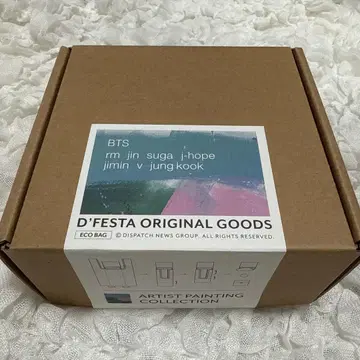 BTS
rm jin suga j-hope
jimin v jung kook
D'FESTA ORIGINAL GOODS
ECO BAG © DISPATCH NEWS GROUP. ALL RIGHTS RESERVED.
ARTIST PAINTING
COLLECTION